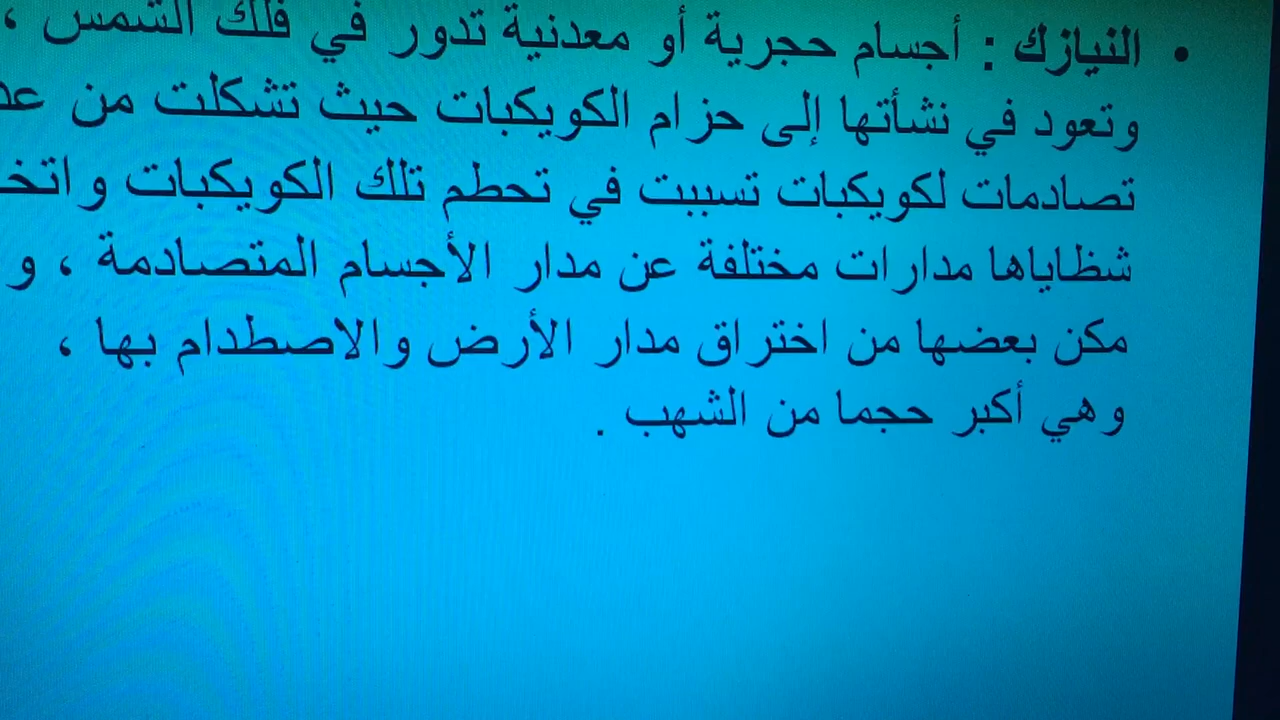 • النيازك : أجسام حجرية أو معدنية تدور في فلك الشمس ،
وتعود في نشأتها إلى حزام الكويكبات حيث تشكلت من
تصادمات لكويكبات تسببت في تحطم تلك الكويكبات
شظاياها مدارات مختلفة عن مدار الأجسام المتصادمة ، و
مكن بعضها من اختراق مدار الأرض والاصطدام بها ،
وهي أكبر حجما من الشهب .